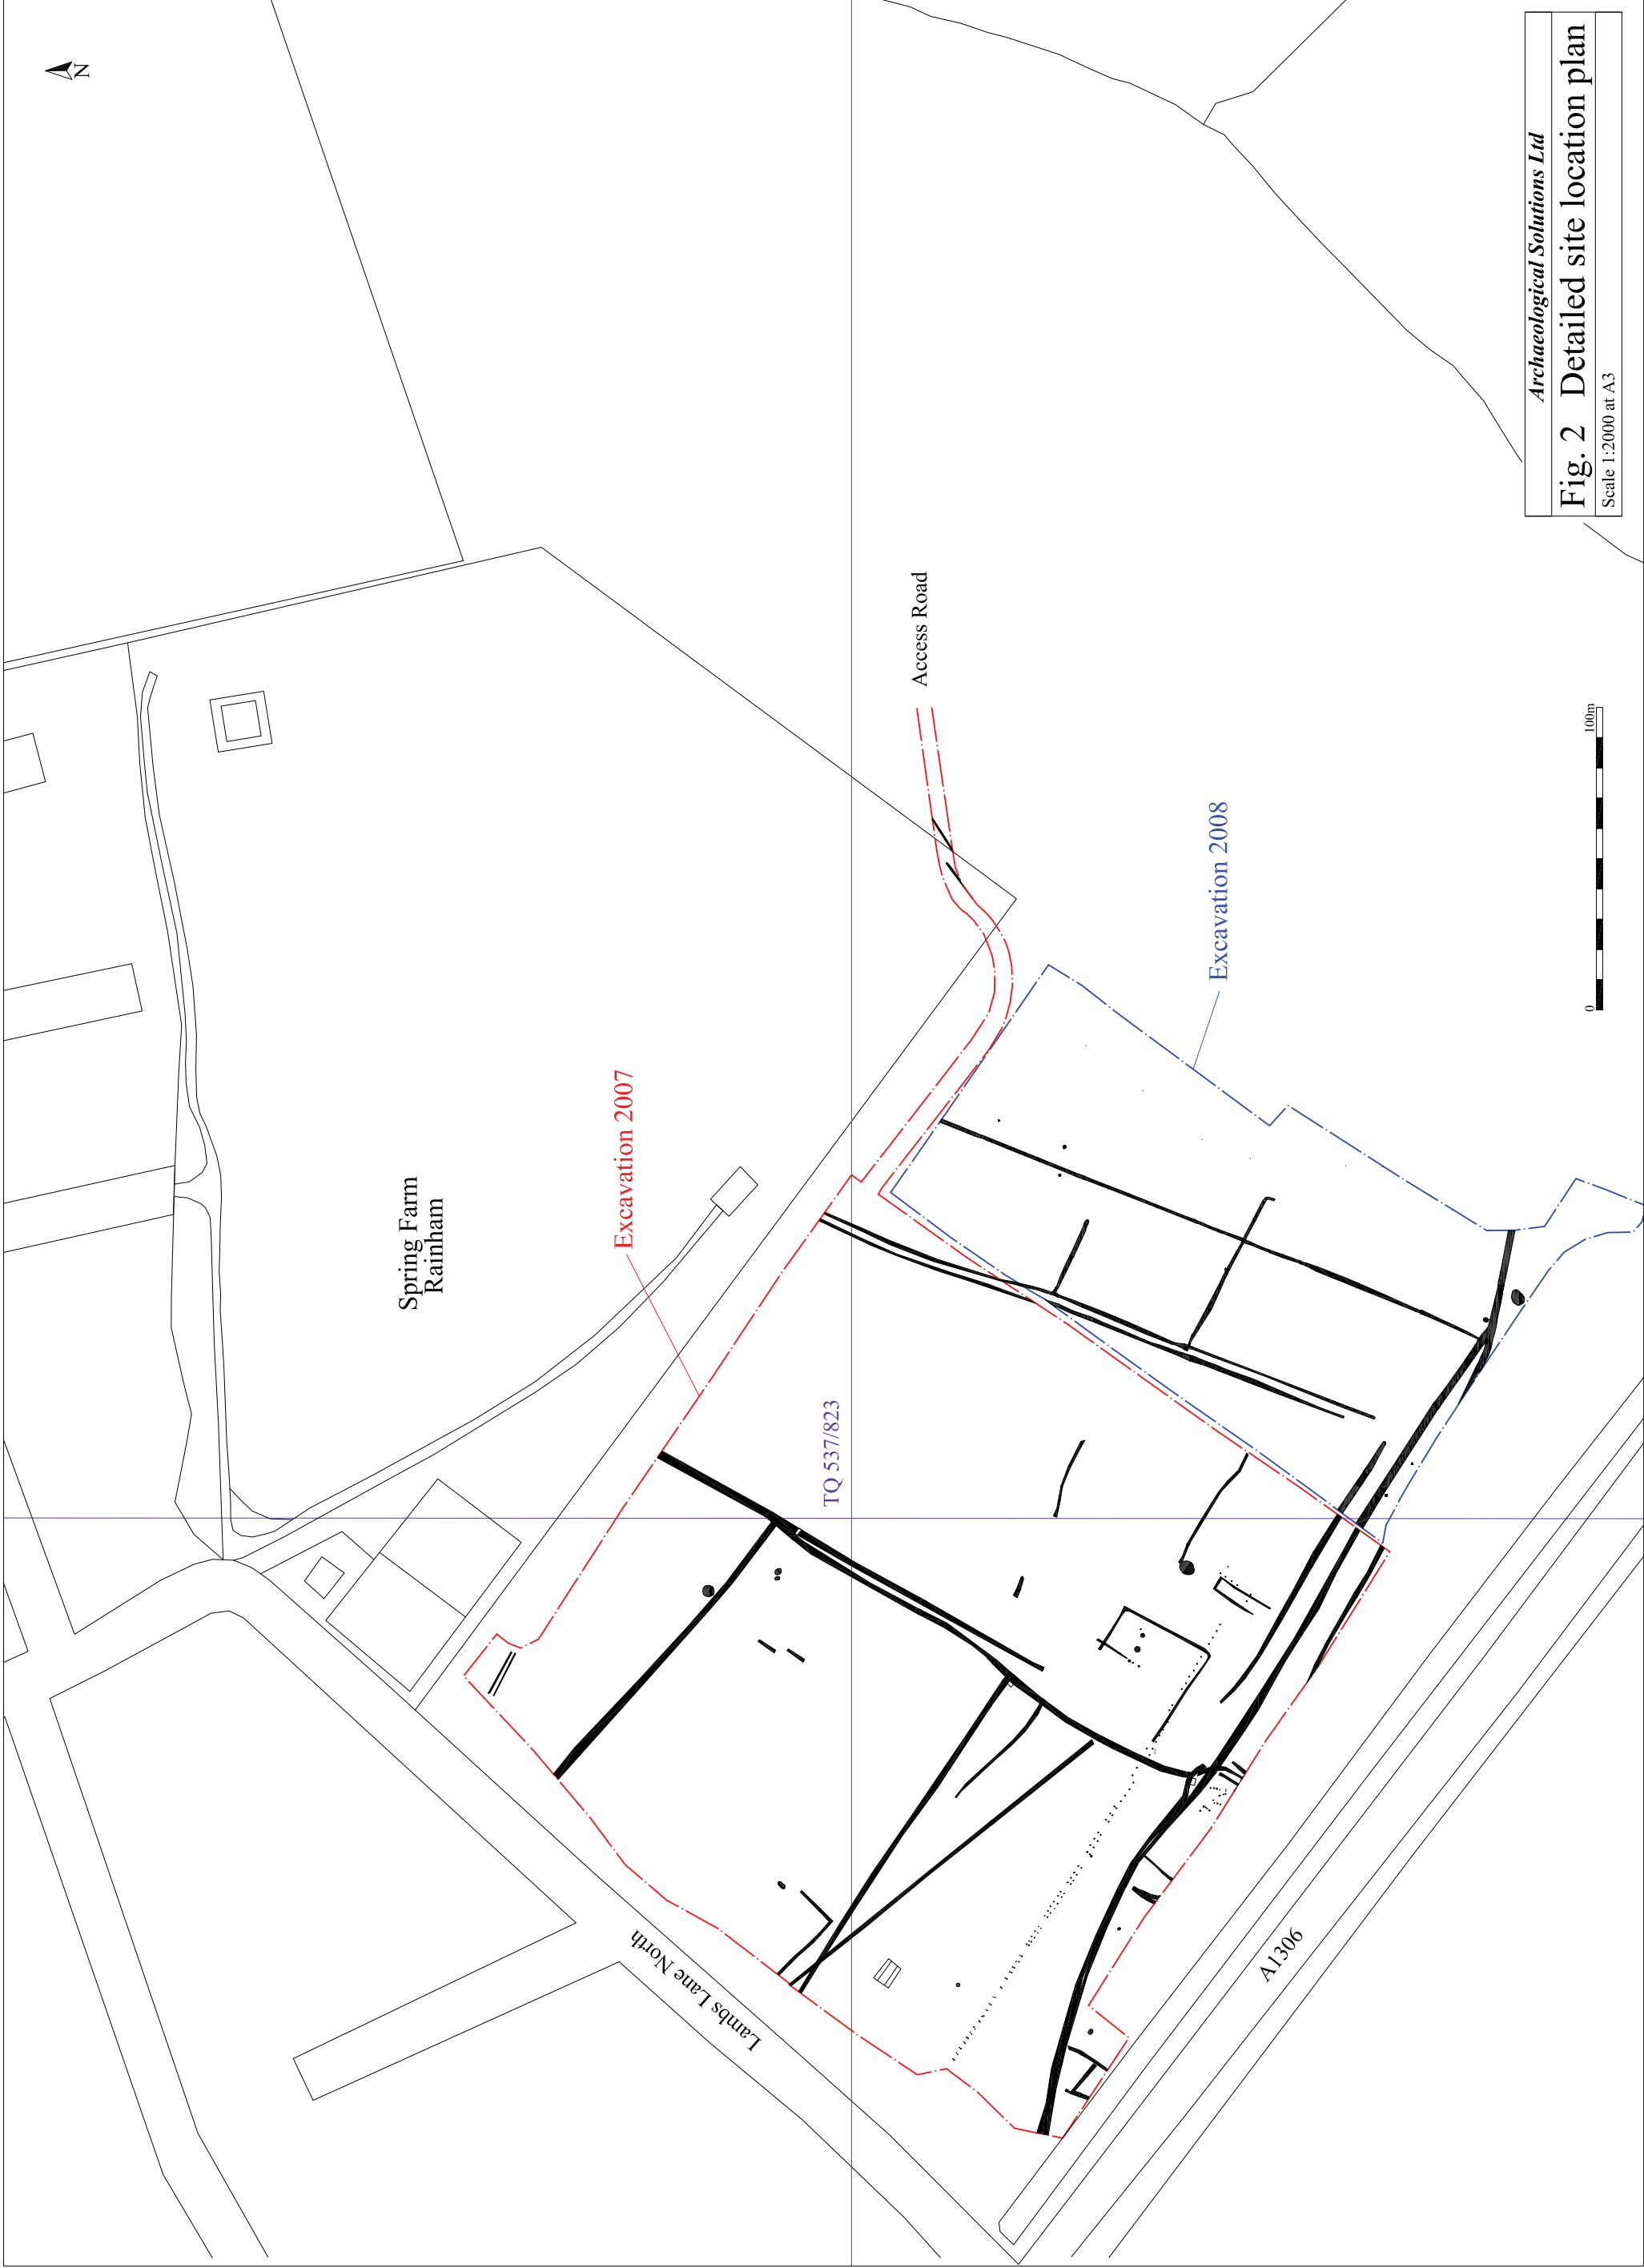 N
Spring Farm
Rainham
Excavation 2007
Access Road
TQ 537/823
Excavation 2008
Lambs Lane North
A1306
0
100m
Archaeological Solutions Ltd
Fig. 2 Detailed site location plan
Scale 1:2000 at A3